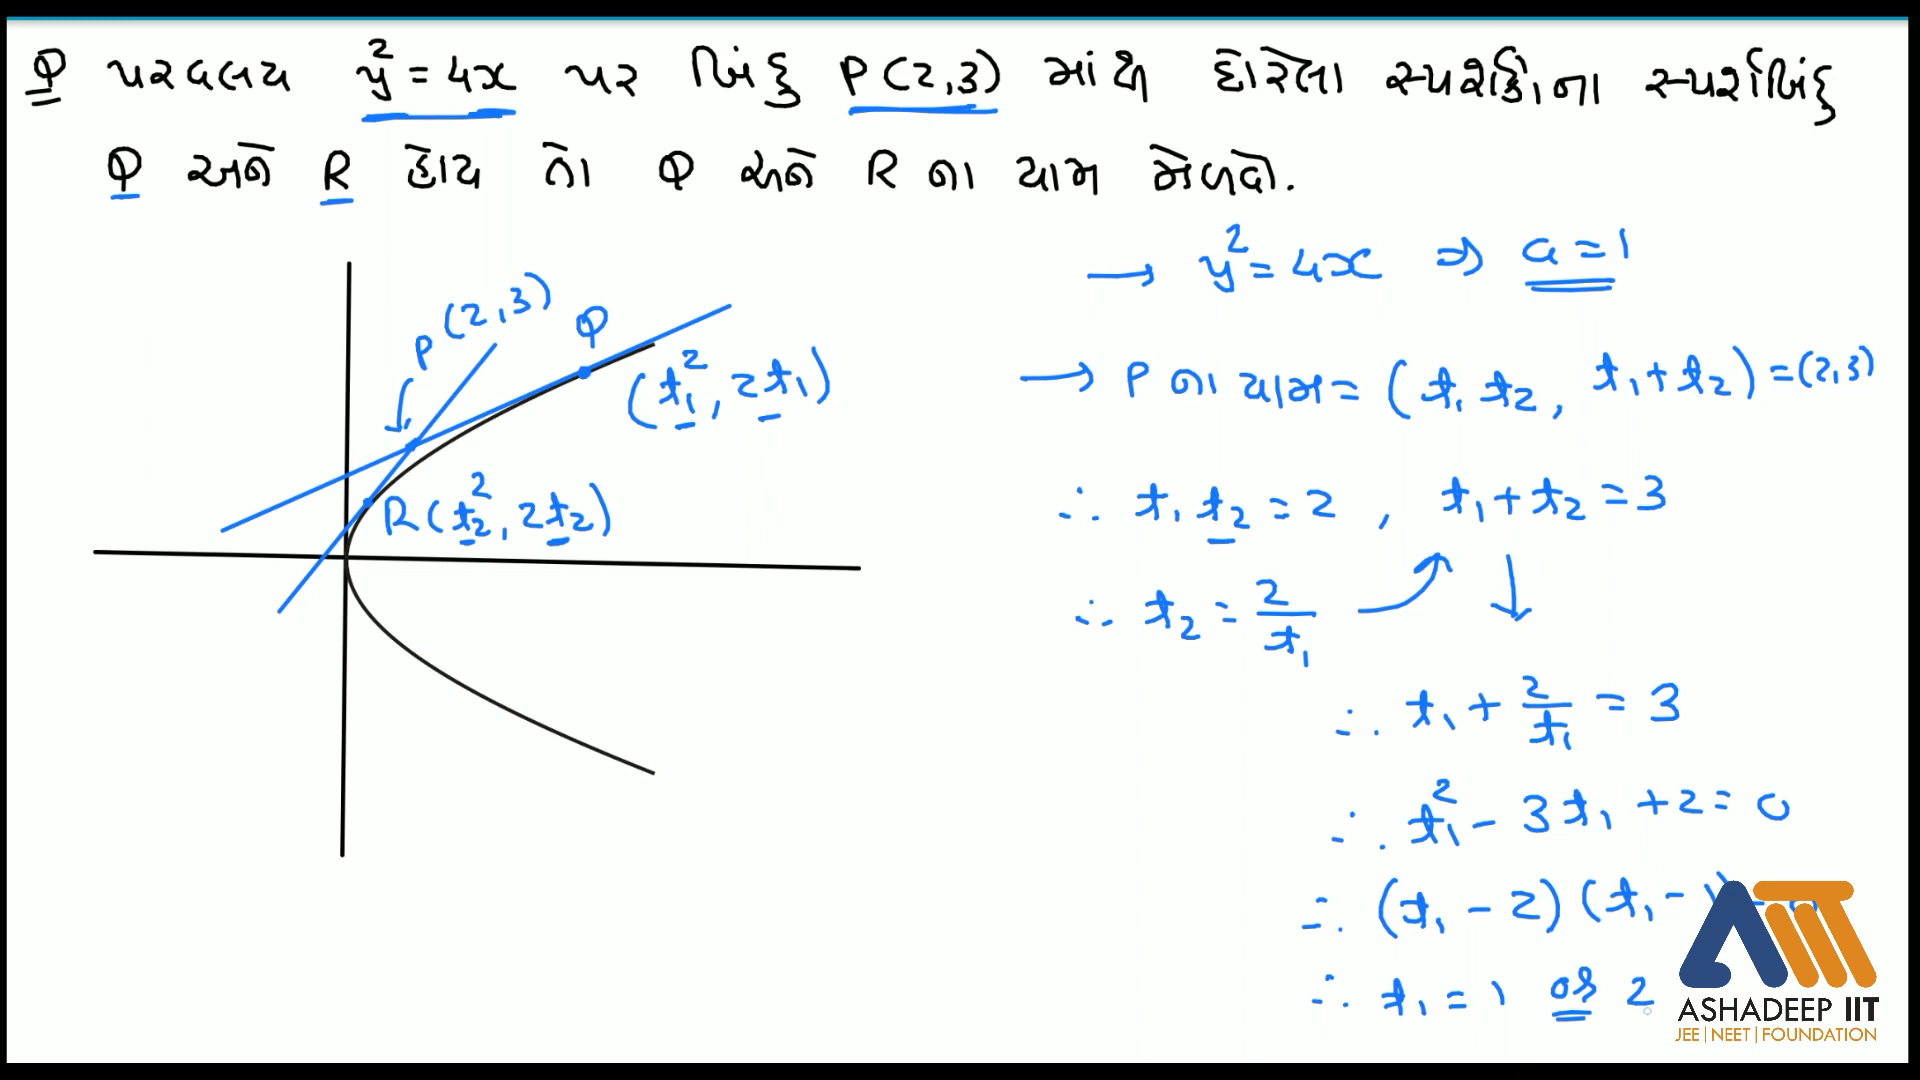 Q પરવલય y² = 4x પર બિંદુ P(2,3) માંથી દોરેલા સ્પર્શકોના સ્પર્શબિંદુ
Q અને R હોય તો Q અને R ના યામ મેળવો.
→ y² = 4x ⇒ a = 1
P(2,3)
Q
(t₁², 2t₁)
R(t₂², 2t₂)
→ P ના યામ = (t₁t₂, t₁+t₂) = (2,3)
∴ t₁t₂ = 2 , t₁+t₂ = 3
∴ t₂ = 2/t₁
∴ t₁ + 2/t₁ = 3
∴ t₁² - 3t₁ + 2 = 0
∴ (t₁ - 2)(t₁ -
∴ t₁ = 1 or 2
ASHADEEP IIT
JEE | NEET | FOUNDATION